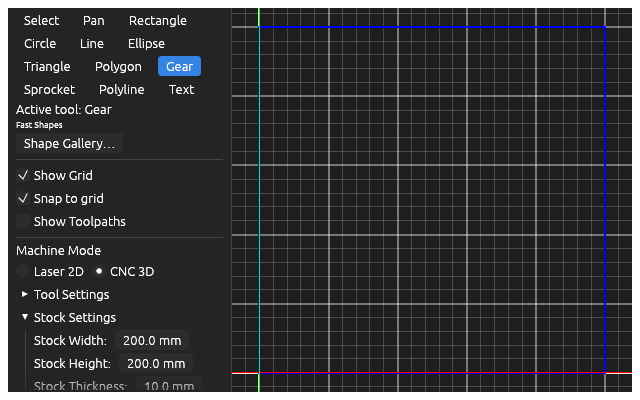 Select Pan Rectangle
Circle Line Ellipse
Triangle Polygon Gear
Sprocket Polyline Text
Active tool: Gear
Fast Shapes
Shape Gallery...
Show Grid
Snap to grid
Show Toolpaths
Machine Mode
Laser 2D CNC 3D
Tool Settings
Stock Settings
Stock Width: 200.0 mm
Stock Height: 200.0 mm
Stock Thickness: 10.0 mm